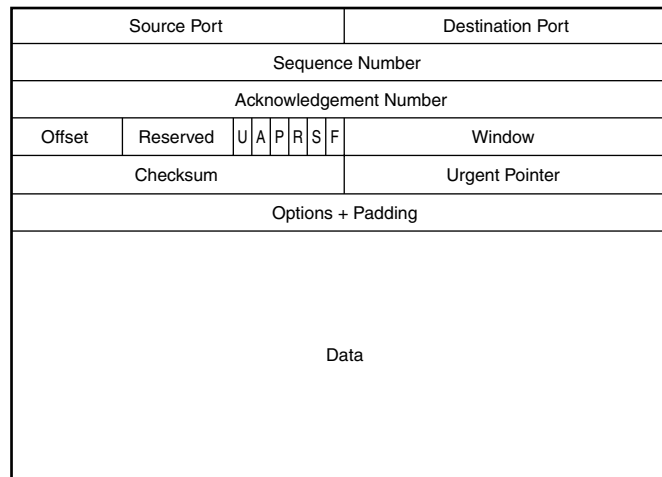 Source Port Destination Port
Sequence Number
Acknowledgement Number
Offset Reserved U A P R S F Window
Checksum Urgent Pointer
Options + Padding
Data